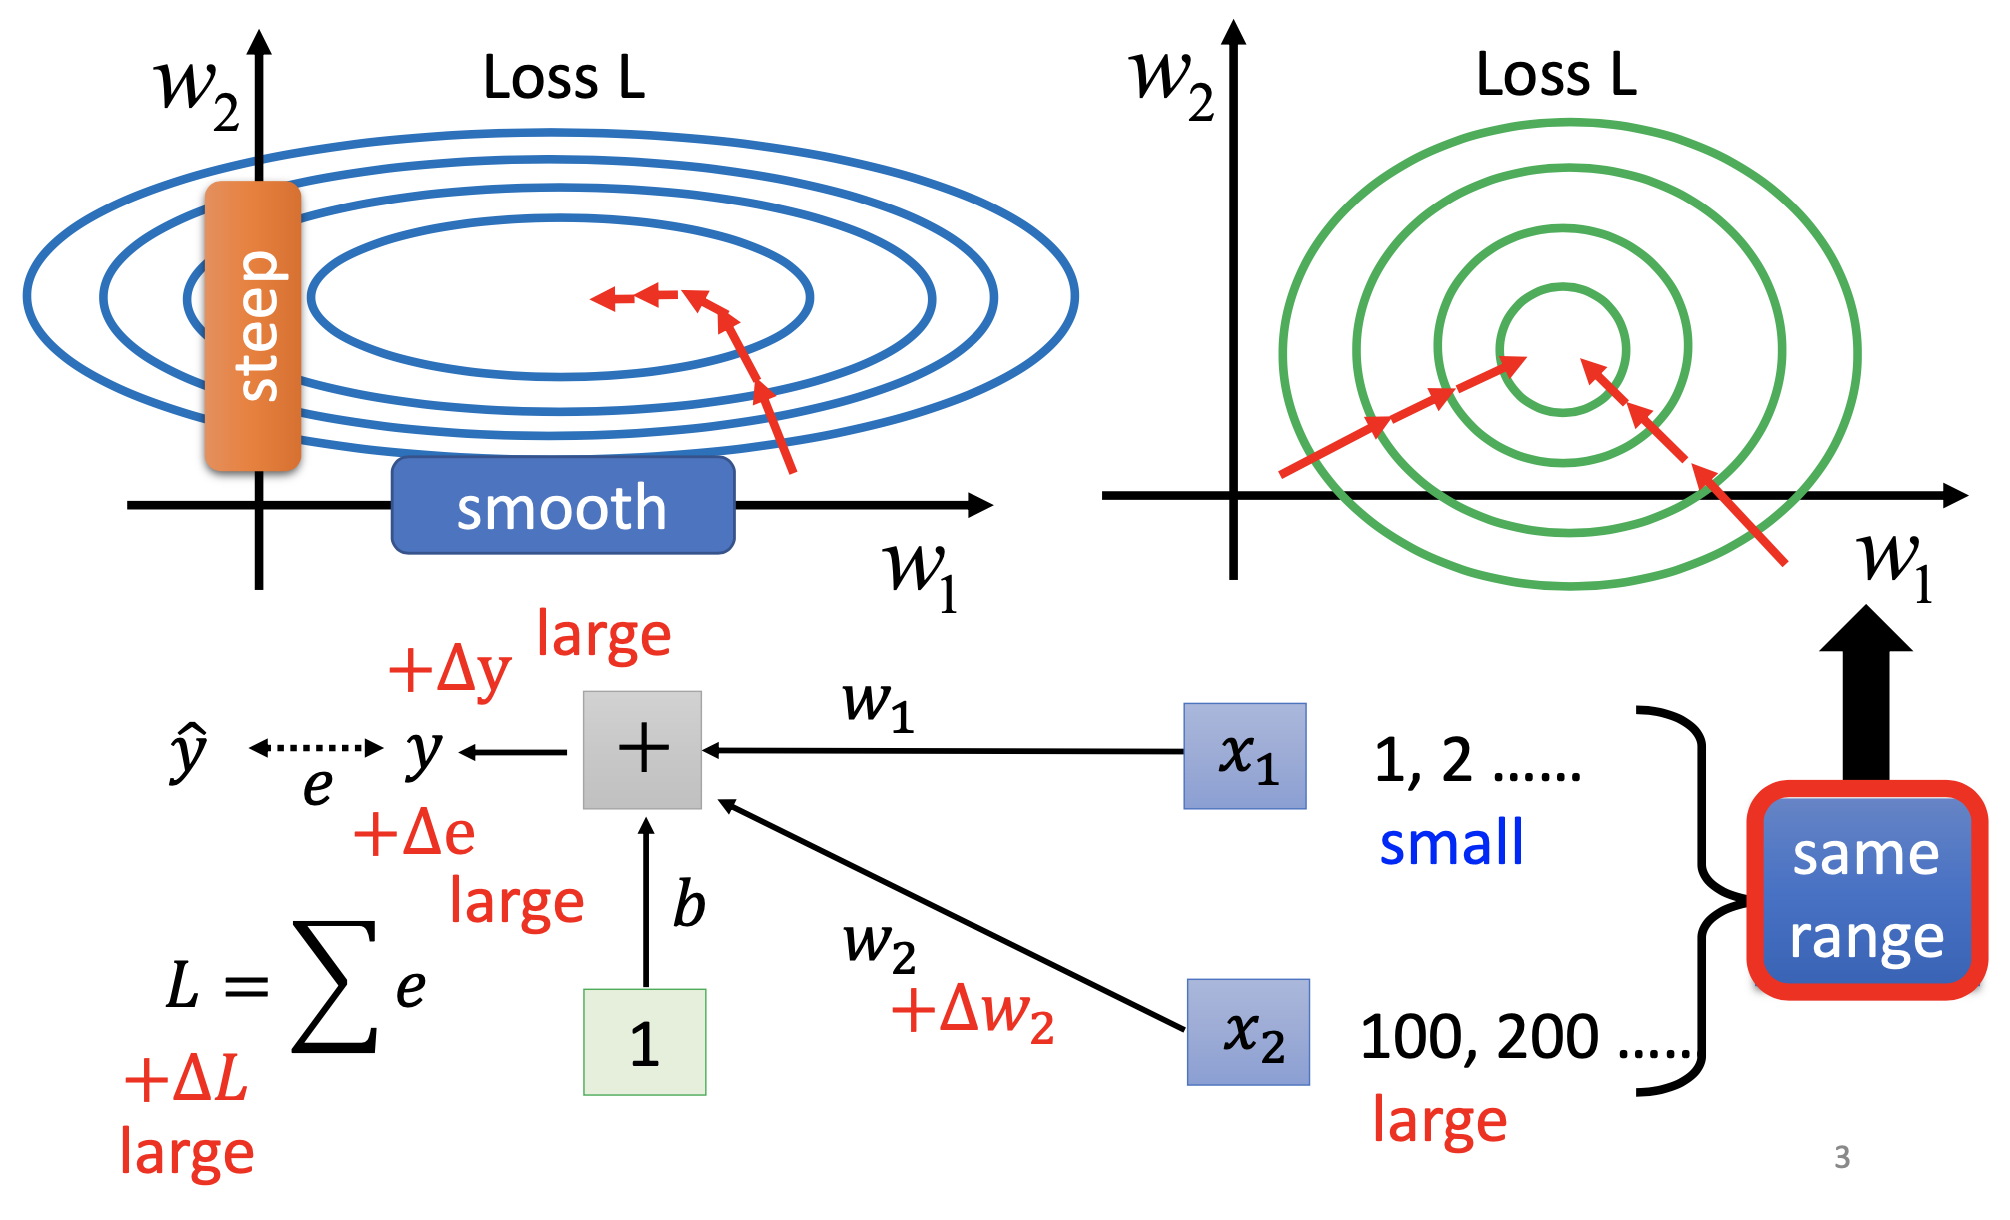 w₂
Loss L
steep
smooth
w₁
w₂
Loss L
w₁
large
+Δy
ŷ
e
y
+
w₁
x₁
1, 2 ……
small
+Δe
large
b
w₂
+Δw₂
x₂
100, 200 ……
large
same
range
L = ∑ e
+ΔL
large
1
3